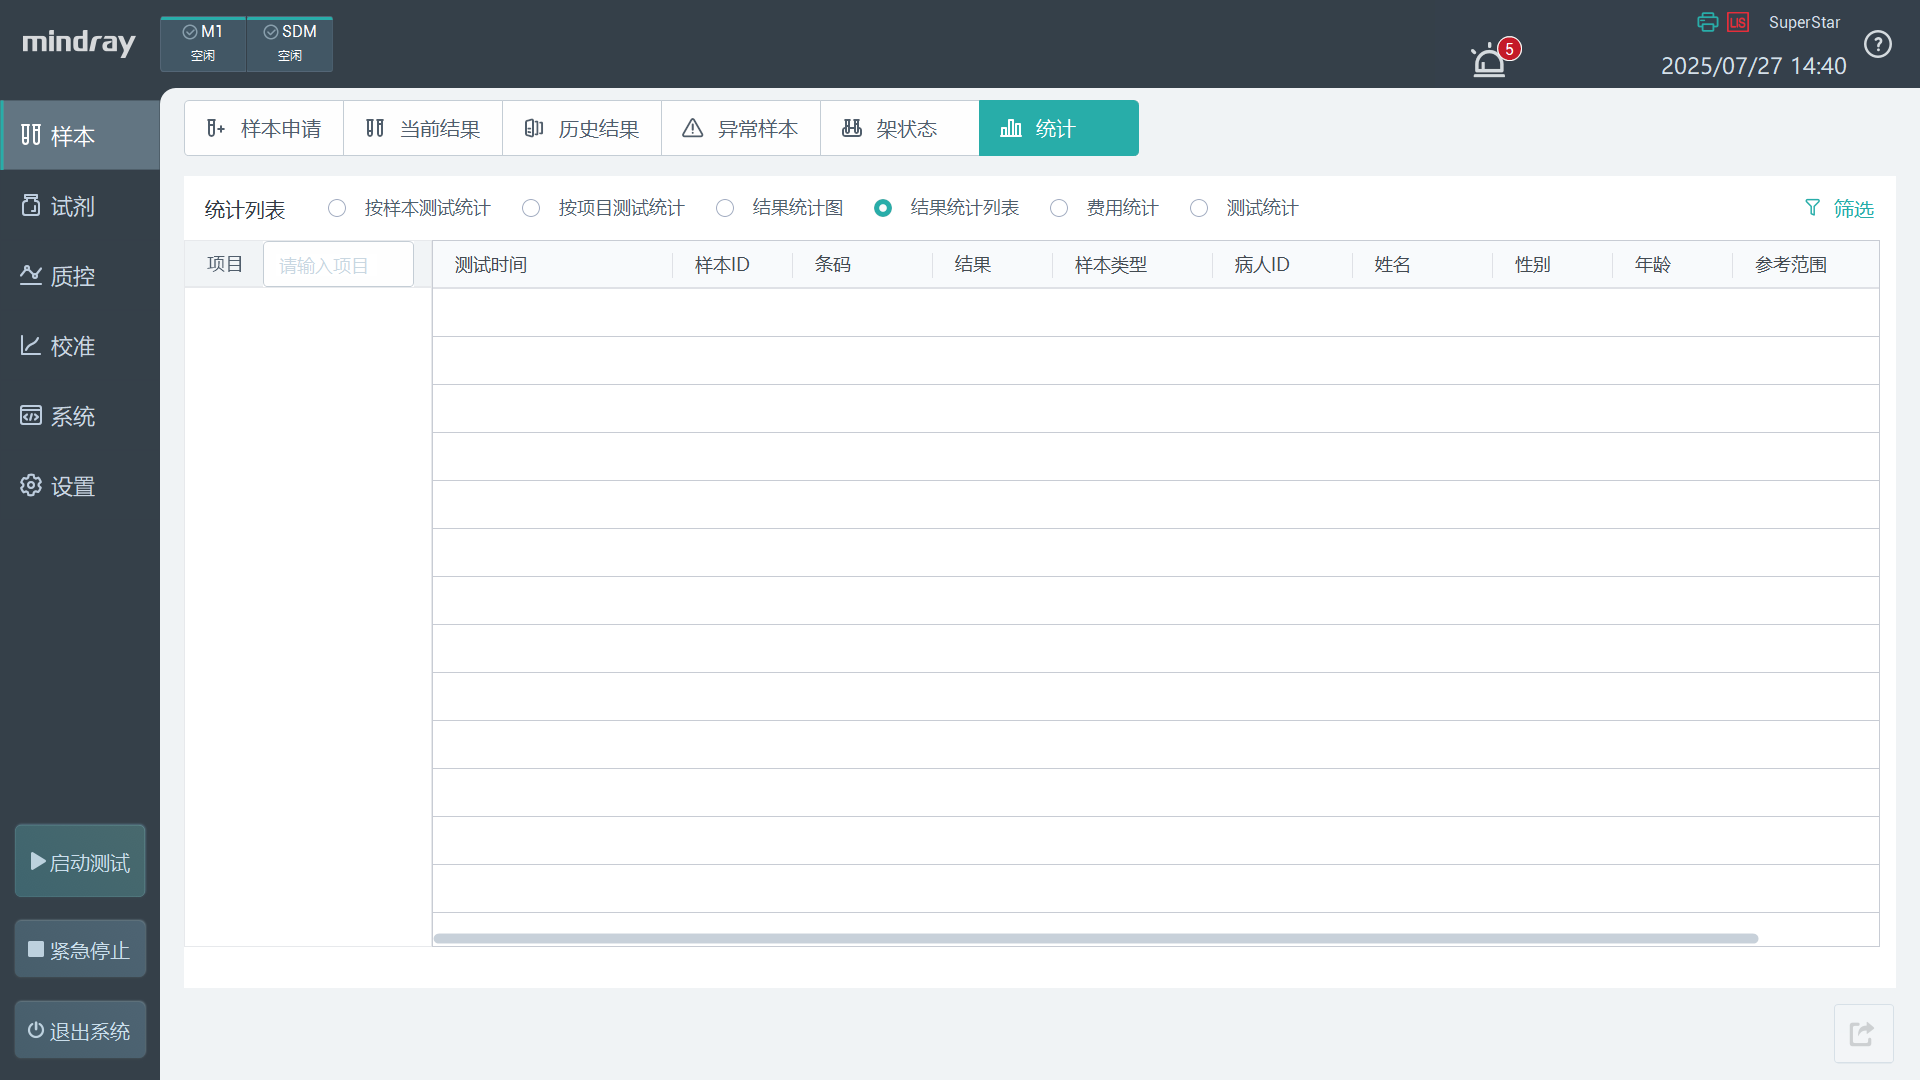 mindray
M1
空闲
SDM
空闲
5
LIS
SuperStar
2025/07/27 14:40
样本
试剂
质控
校准
系统
设置
启动测试
紧急停止
退出系统
样本申请
当前结果
历史结果
异常样本
架状态
统计
统计列表
按样本测试统计
按项目测试统计
结果统计图
结果统计列表
费用统计
测试统计
筛选
项目
请输入项目
测试时间
样本ID
条码
结果
样本类型
病人ID
姓名
性别
年龄
参考范围